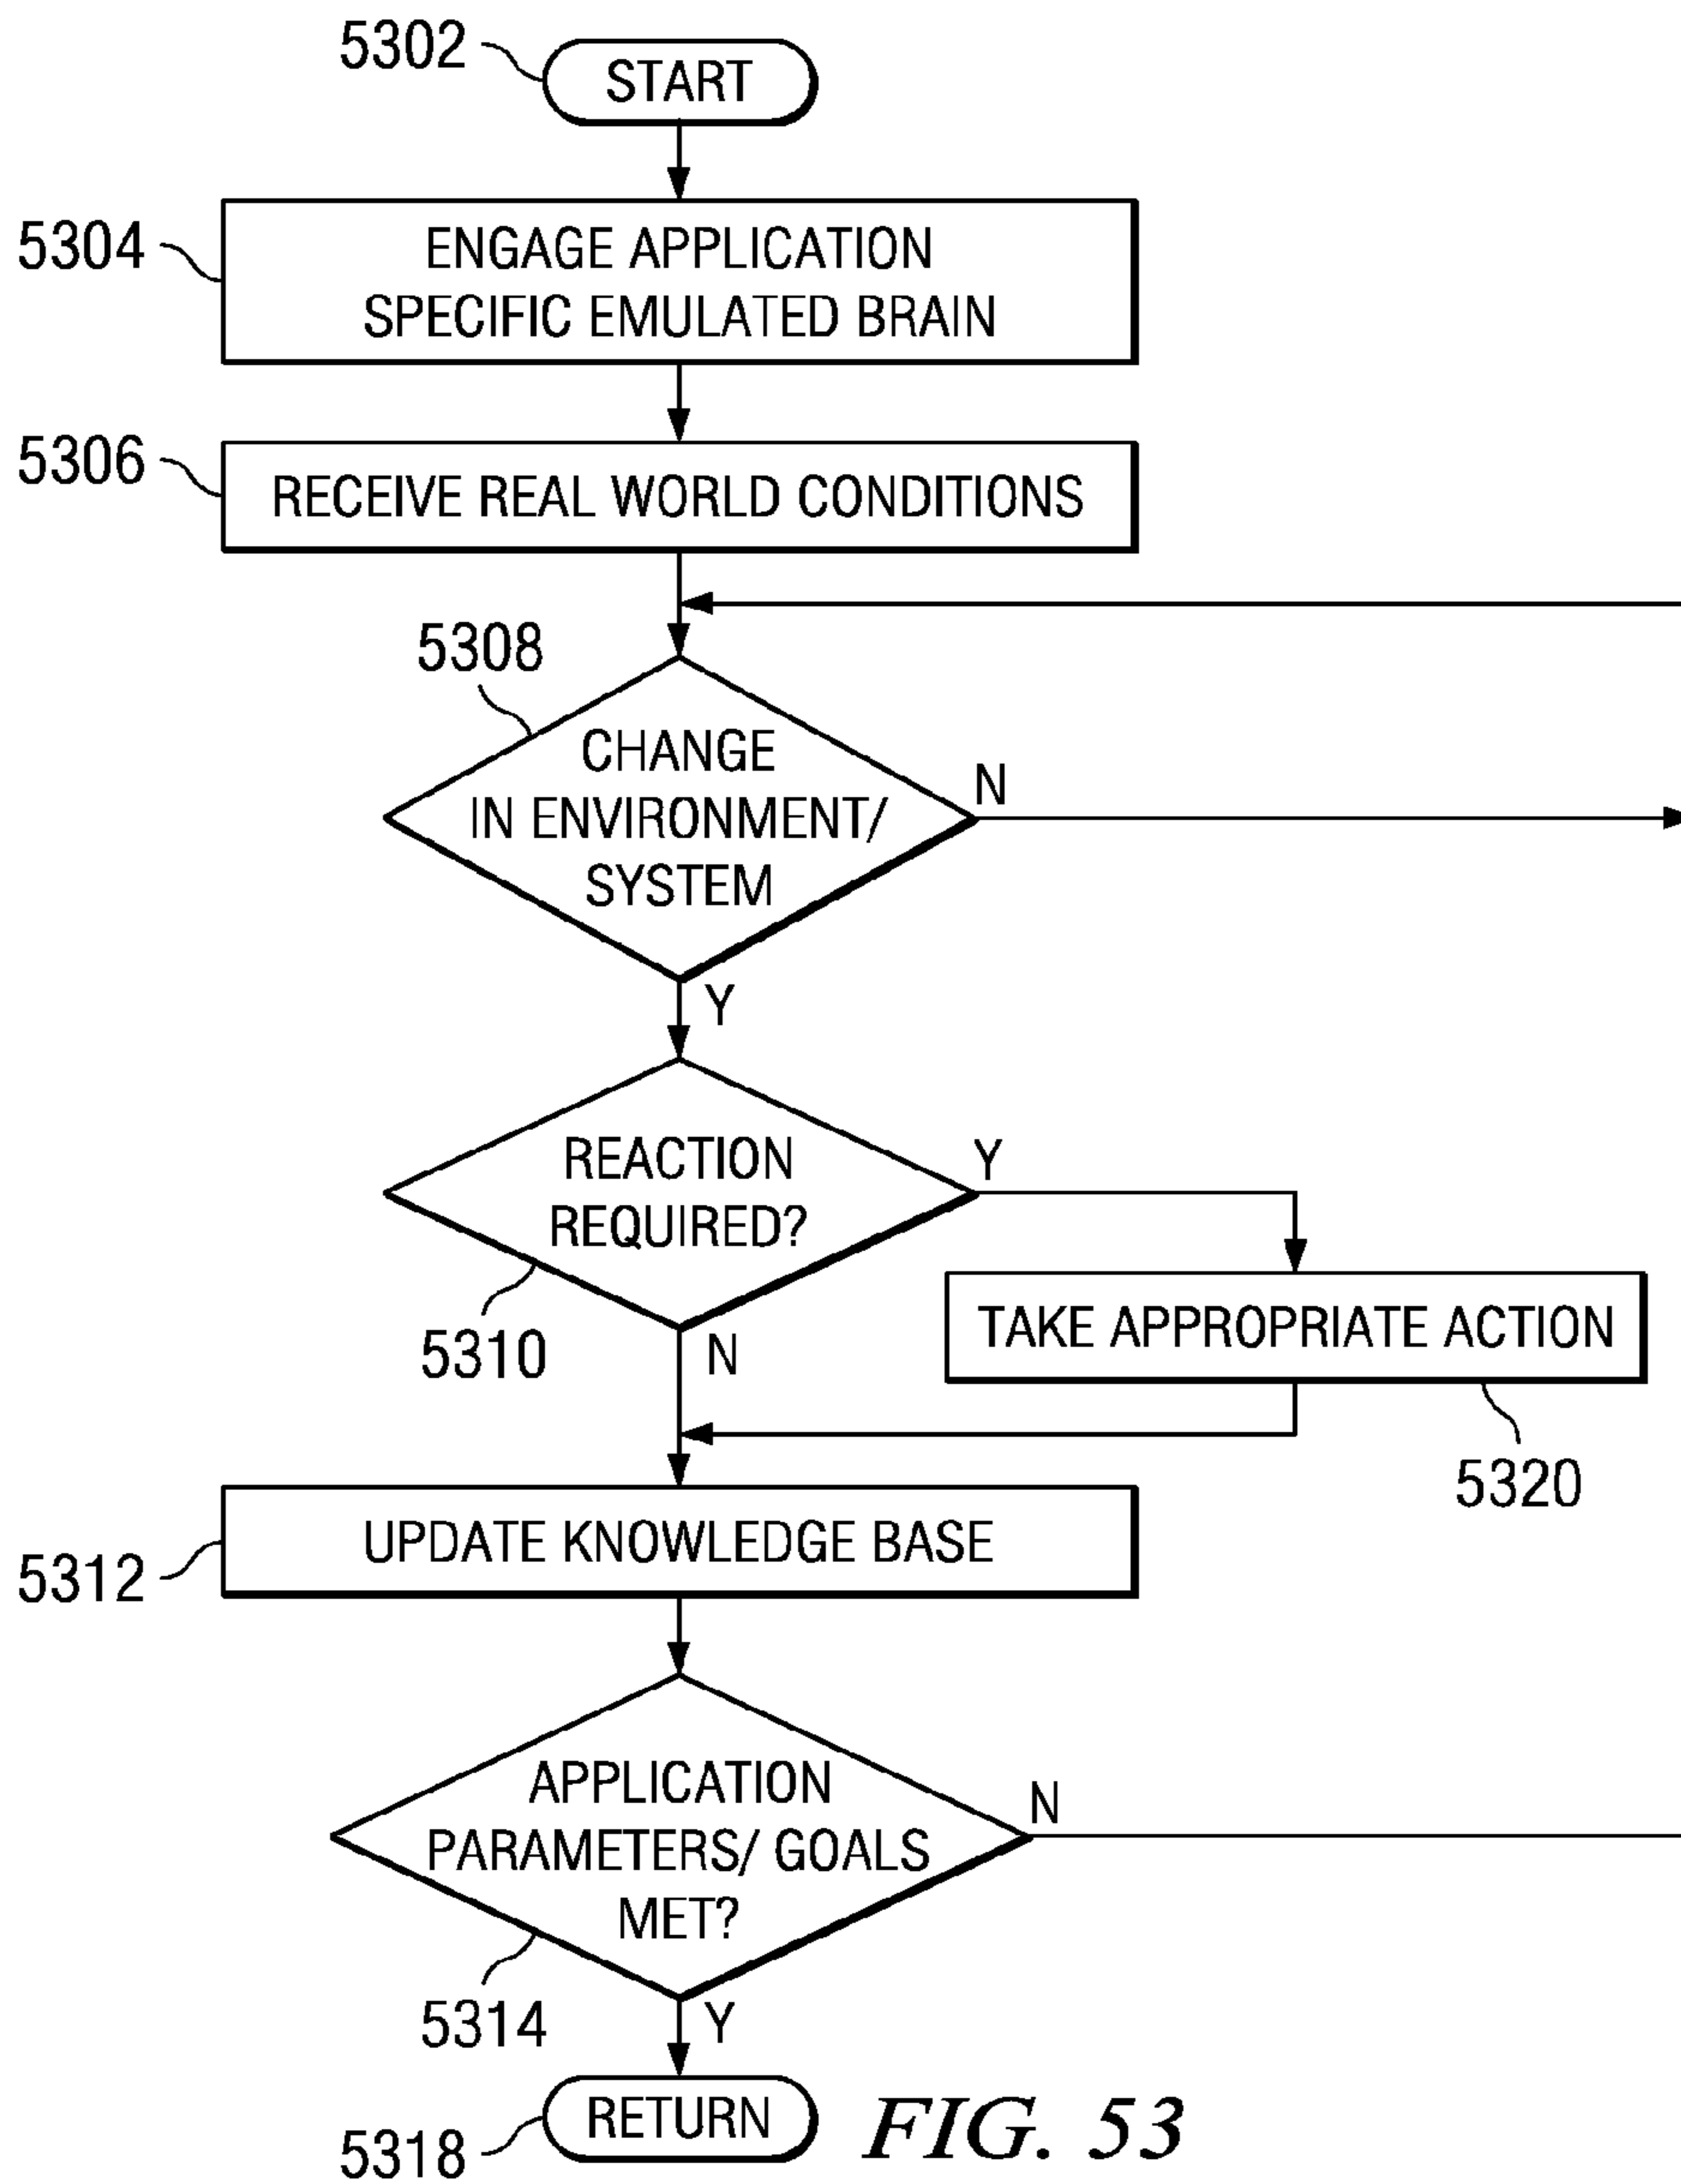 5302
START
5304
ENGAGE APPLICATION
SPECIFIC EMULATED BRAIN
5306
RECEIVE REAL WORLD CONDITIONS
5308
CHANGE
IN ENVIRONMENT/
SYSTEM
N
Y
REACTION
REQUIRED?
Y
5310
N
TAKE APPROPRIATE ACTION
5320
UPDATE KNOWLEDGE BASE
5312
APPLICATION
PARAMETERS/ GOALS
MET?
N
5314
Y
RETURN
5318
FIG. 53